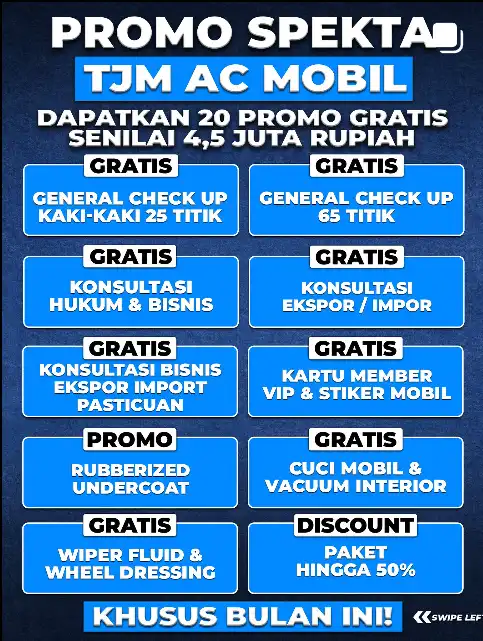 PROMO SPEKTA
TJM AC MOBIL
DAPATKAN 20 PROMO GRATIS
SENILAI 4,5 JUTA RUPIAH
GRATIS
GENERAL CHECK UP
KAKI-KAKI 25 TITIK
GRATIS
GENERAL CHECK UP
65 TITIK
GRATIS
KONSULTASI
HUKUM & BISNIS
GRATIS
KONSULTASI
EKSPOR / IMPOR
GRATIS
KONSULTASI BISNIS
EKSPOR IMPORT
PASTICUAN
GRATIS
KARTU MEMBER
VIP & STIKER MOBIL
PROMO
RUBBERIZED
UNDERCOAT
GRATIS
CUCI MOBIL &
VACUUM INTERIOR
GRATIS
WIPER FLUID &
WHEEL DRESSING
DISCOUNT
PAKET
HINGGA 50%
KHUSUS BULAN INI!
SWIPE LEF